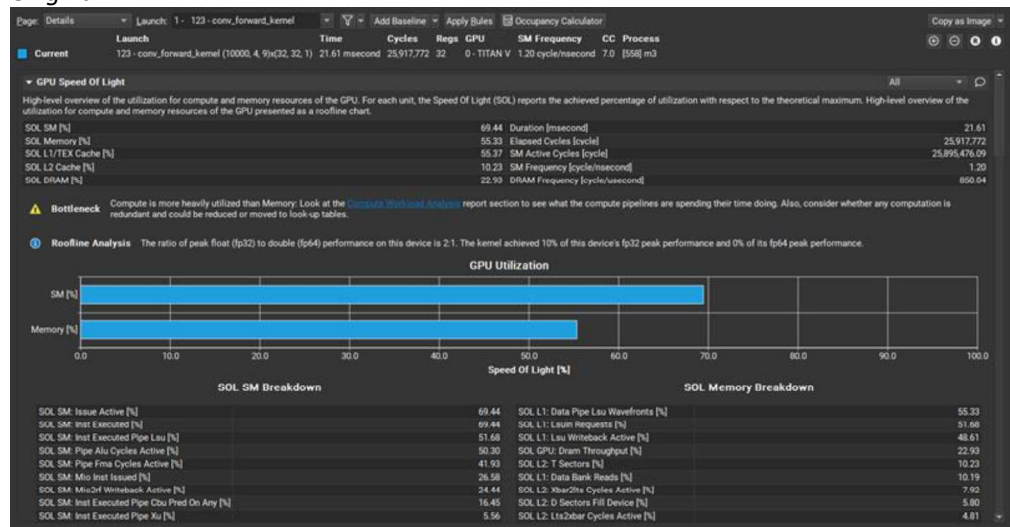 Page: Details Launch: 1 - 123 - conv_forward_kernel Add Baseline Apply Rules Occupancy Calculator Copy as Image
Launch Time Cycles Regs GPU SM Frequency CC Process
Current 123 - conv_forward_kernel (10000, 4, 9)x(32, 32, 1) 21.61 msecond 25,917,772 32 0 - TITAN V 1.20 cycle/nsecond 7.0 [558] m3
GPU Speed Of Light All
High-level overview of the utilization for compute and memory resources of the GPU. For each unit, the Speed Of Light (SOL) reports the achieved percentage of utilization with respect to the theoretical maximum. High-level overview of the
utilization for compute and memory resources of the GPU presented as a roofline chart.
SOL SM [%] 69.44 Duration [msecond] 21.61
SOL Memory [%] 55.33 Elapsed Cycles [cycle] 25,917,772
SOL L1/TEX Cache [%] 55.37 SM Active Cycles [cycle] 25,895,476.09
SOL L2 Cache [%] 10.23 SM Frequency [cycle/nsecond] 1.20
SOL DRAM [%] 22.93 DRAM Frequency [cycle/usecond] 850.04
Bottleneck Compute is more heavily utilized than Memory: Look at the Compute Workload Analysis report section to see what the compute pipelines are spending their time doing. Also, consider whether any computation is
redundant and could be reduced or moved to look-up tables.
Roofline Analysis The ratio of peak float (fp32) to double (fp64) performance on this device is 2:1. The kernel achieved 10% of this device's fp32 peak performance and 0% of its fp64 peak performance.
GPU Utilization
SM [%]
Memory [%]
0.0 10.0 20.0 30.0 40.0 50.0 60.0 70.0 80.0 90.0 100.0
Speed Of Light [%]
SOL SM Breakdown SOL Memory Breakdown
SOL SM: Issue Active [%] 69.44 SOL L1: Data Pipe Lsu Wavefronts [%] 55.33
SOL SM: Inst Executed [%] 69.44 SOL L1: Lsuin Requests [%] 51.68
SOL SM: Inst Executed Pipe Lsu [%] 51.68 SOL L1: Lsu Writeback Active [%] 48.61
SOL SM: Pipe Alu Cycles Active [%] 50.30 SOL GPU: Dram Throughput [%] 22.93
SOL SM: Pipe Fma Cycles Active [%] 41.93 SOL L2: T Sectors [%] 10.23
SOL SM: Mio Inst Issued [%] 26.58 SOL L1: Data Bank Reads [%] 10.19
SOL SM: Mio2rf Writeback Active [%] 24.44 SOL L2: Xbar2lts Cycles Active [%] 7.92
SOL SM: Inst Executed Pipe Cbu Pred On Any [%] 16.45 SOL L2: D Sectors Fill Device [%] 5.80
SOL SM: Inst Executed Pipe Xu [%] 5.56 SOL L2: Lts2xbar Cycles Active [%] 4.81